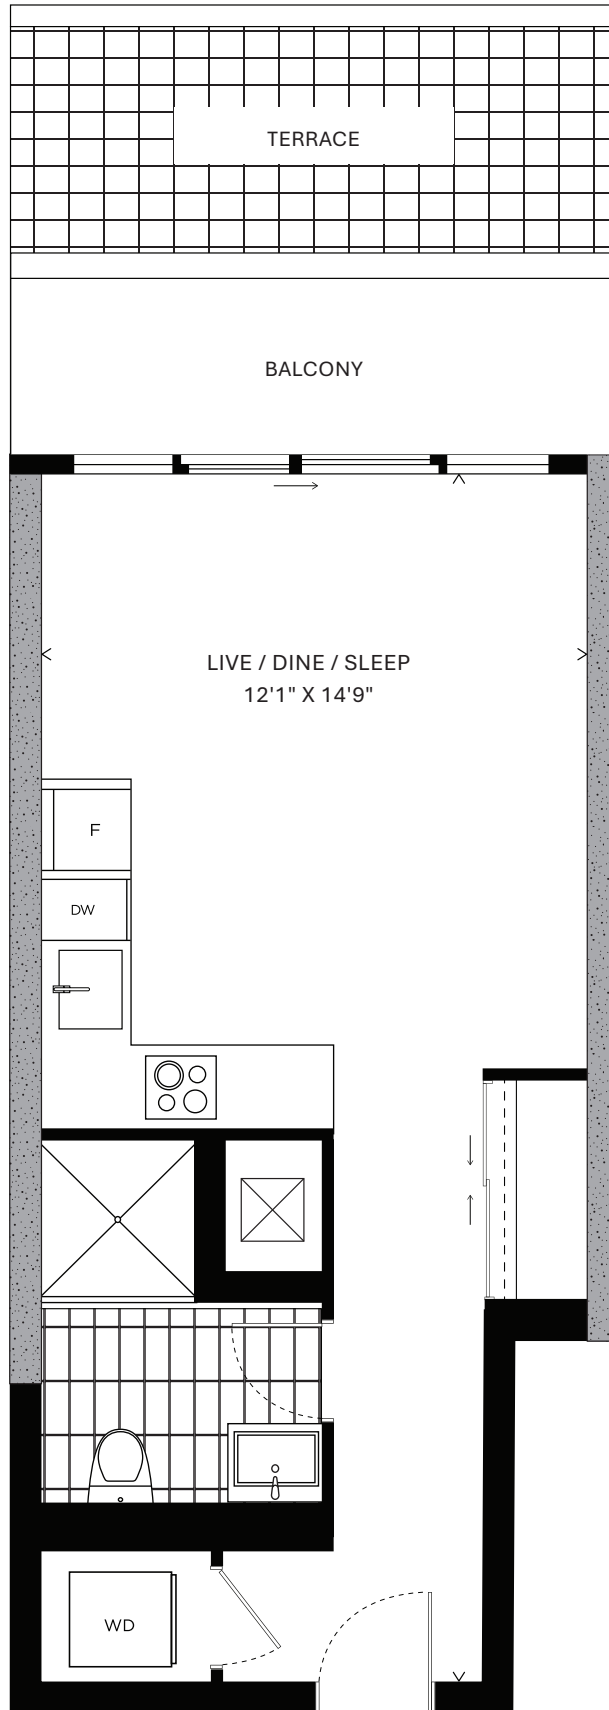 TERRACE
BALCONY
LIVE / DINE / SLEEP
12'1" X 14'9"
F
DW
WD